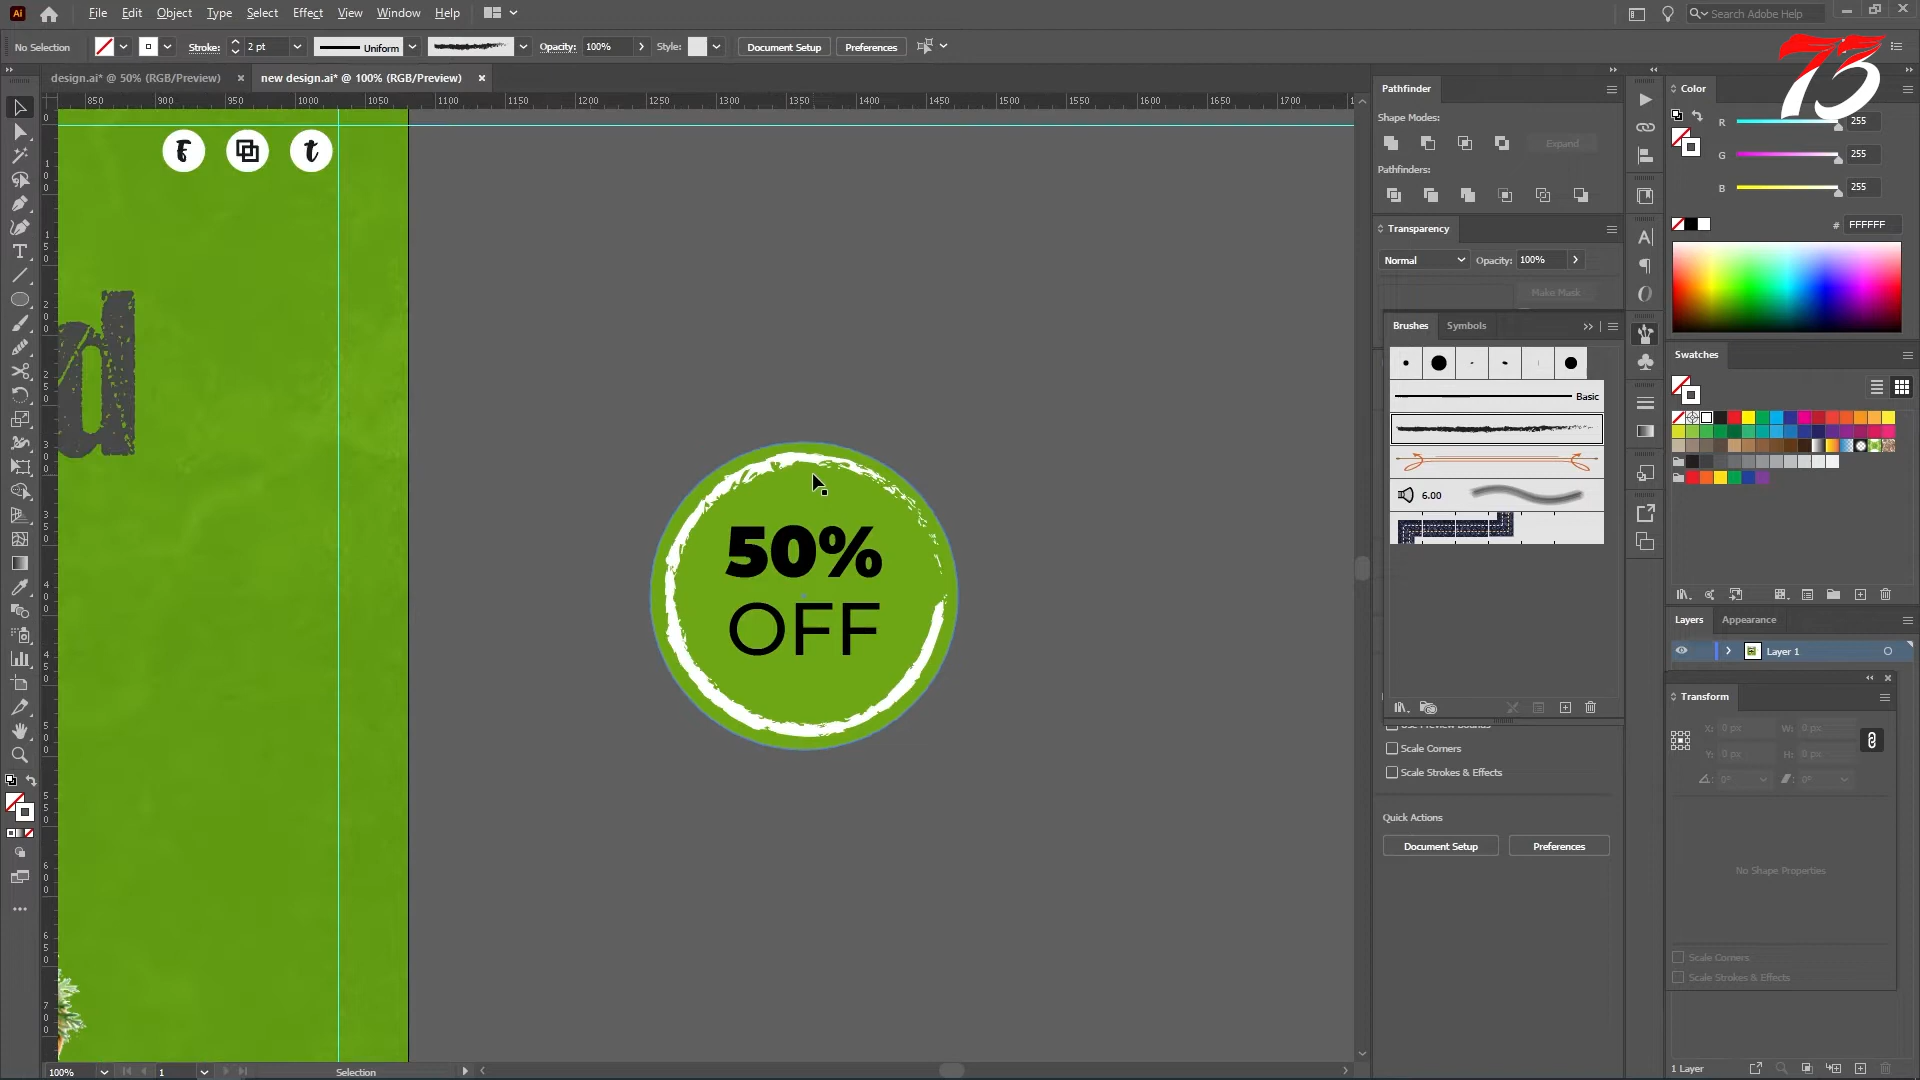 Ai File Edit Object Type Select Effect View Window Help Search Adobe Help
No Selection Stroke: 2 pt Uniform Opacity: 100% Style: Document Setup Preferences
73
design.ai* @ 50% (RGB/Preview) × new design.ai* @ 100% (RGB/Preview) ×
850 900 950 1000 1050 1100 1150 1200 1250 1300 1350 1400 1450 1500 1550 1600 1650 1700
f t
d
50%
OFF
Pathfinder
Shape Modes:
Expand
Pathfinders:
Transparency
Normal Opacity: 100%
Make Mask
Brushes Symbols
Basic
6.00
Scale Corners
Scale Strokes & Effects
Quick Actions
Document Setup Preferences
Color
R 255
G 255
B 255
# FFFFFF
Swatches
Layers Appearance
Layer 1
Transform
X: 0 px W: 0 px
Y: 0 px H: 0 px
0° 0°
No Shape Properties
Scale Corners
Scale Strokes & Effects
1 Layer
100% 1 Selection